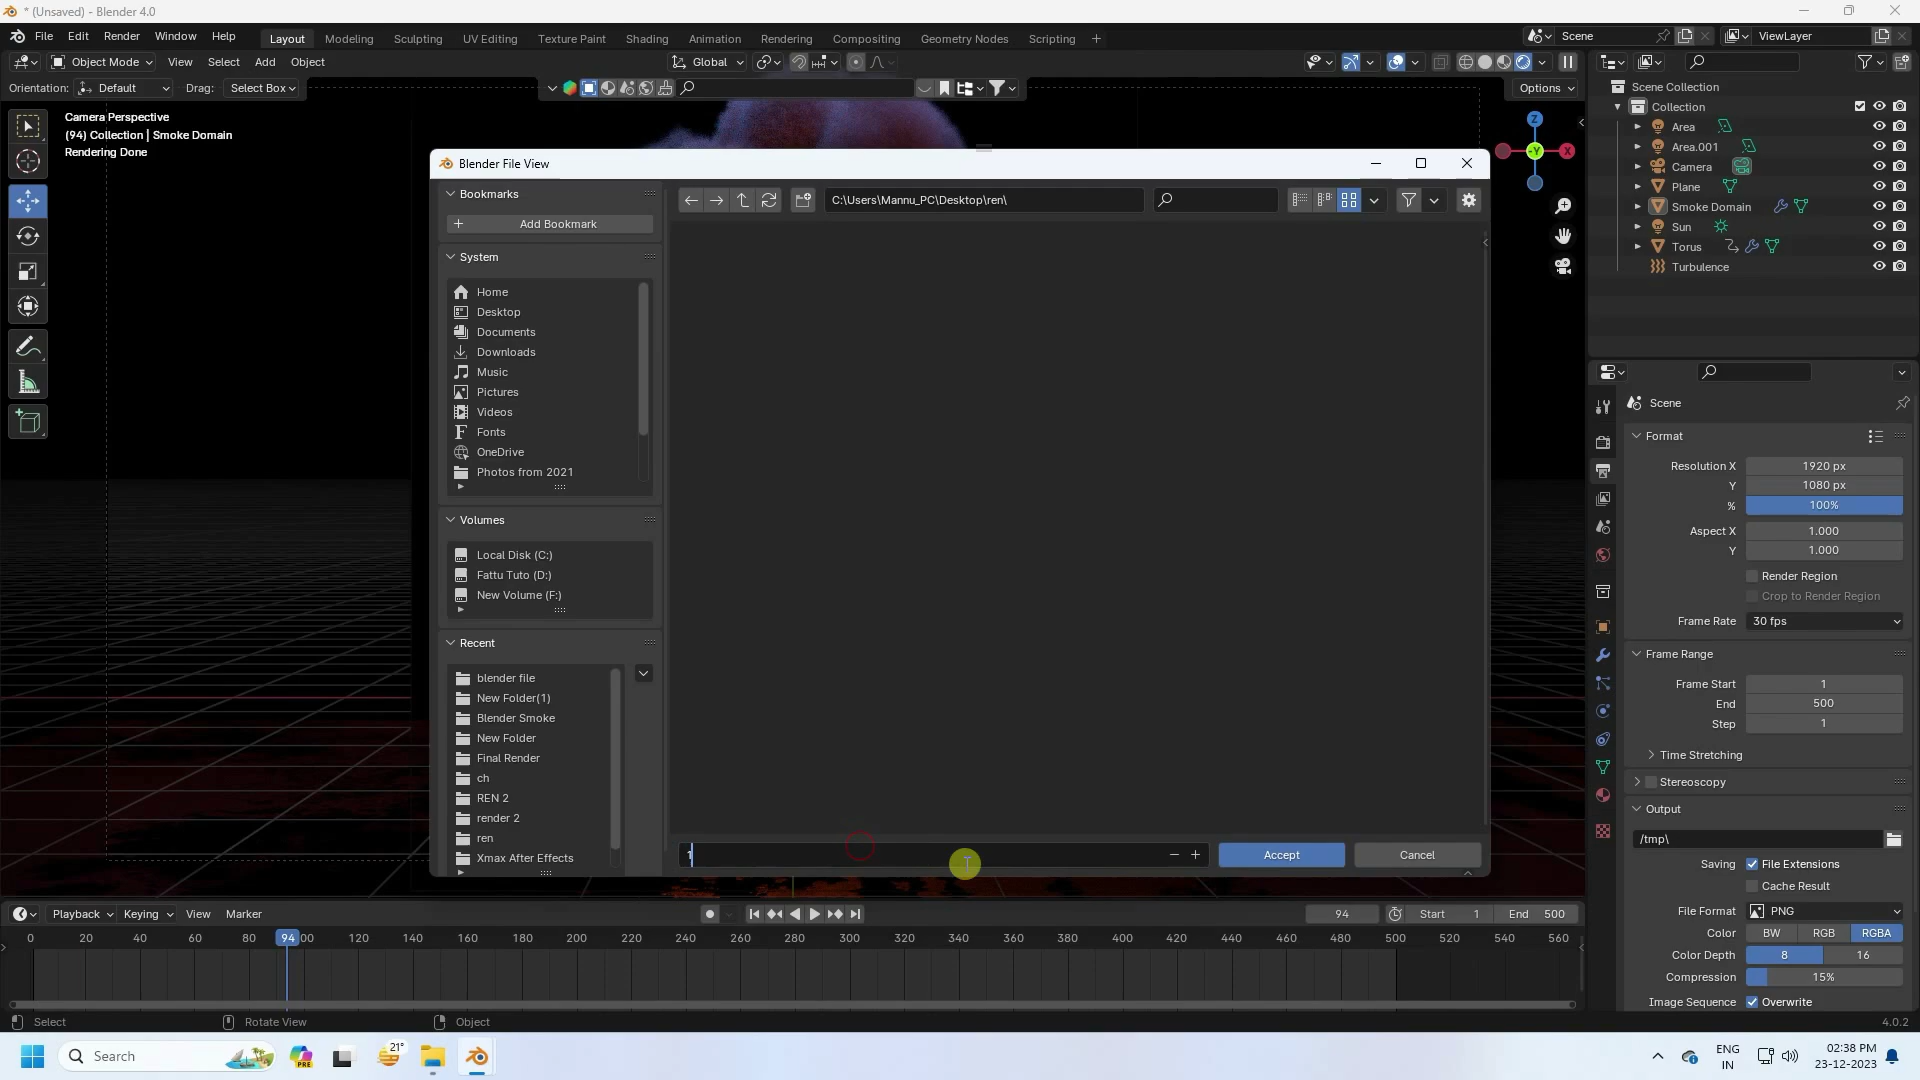 * (Unsaved) - Blender 4.0
File Edit Render Window Help Layout Modeling Sculpting UV Editing Texture Paint Shading Animation Rendering Compositing Geometry Nodes Scripting +
Scene
ViewLayer
Object Mode View Select Add Object
Global
Orientation: Default Drag: Select Box
Options
Camera Perspective
(94) Collection | Smoke Domain
Rendering Done
Z
X
-Y
Scene Collection
Collection
Area
Area.001
Camera
Plane
Smoke Domain
Sun
Torus
Turbulence
Blender File View
Bookmarks
Add Bookmark
C:\Users\Mannu_PC\Desktop\ren\
System
Home
Desktop
Documents
Downloads
Music
Pictures
Videos
Fonts
OneDrive
Photos from 2021
Volumes
Local Disk (C:)
Fattu Tuto (D:)
New Volume (F:)
Recent
blender file
New Folder(1)
Blender Smoke
New Folder
Final Render
ch
REN 2
render 2
ren
Xmax After Effects
1
Accept
Cancel
Scene
Format
Resolution X 1920 px
Y 1080 px
% 100%
Aspect X 1.000
Y 1.000
Render Region
Crop to Render Region
Frame Rate 30 fps
Frame Range
Frame Start 1
End 500
Step 1
Time Stretching
Stereoscopy
Output
/tmp\
Saving File Extensions
Cache Result
File Format PNG
Color BW RGB RGBA
Color Depth 8 16
Compression 15%
Image Sequence Overwrite
Playback Keying View Marker
94 Start 1 End 500
0 20 40 60 80 94 00 120 140 160 180 200 220 240 260 280 300 320 340 360 380 400 420 440 460 480 500 520 540 560
Select Rotate View Object
4.0.2
Search
PRE
21°
ENG
IN
02:38 PM
23-12-2023